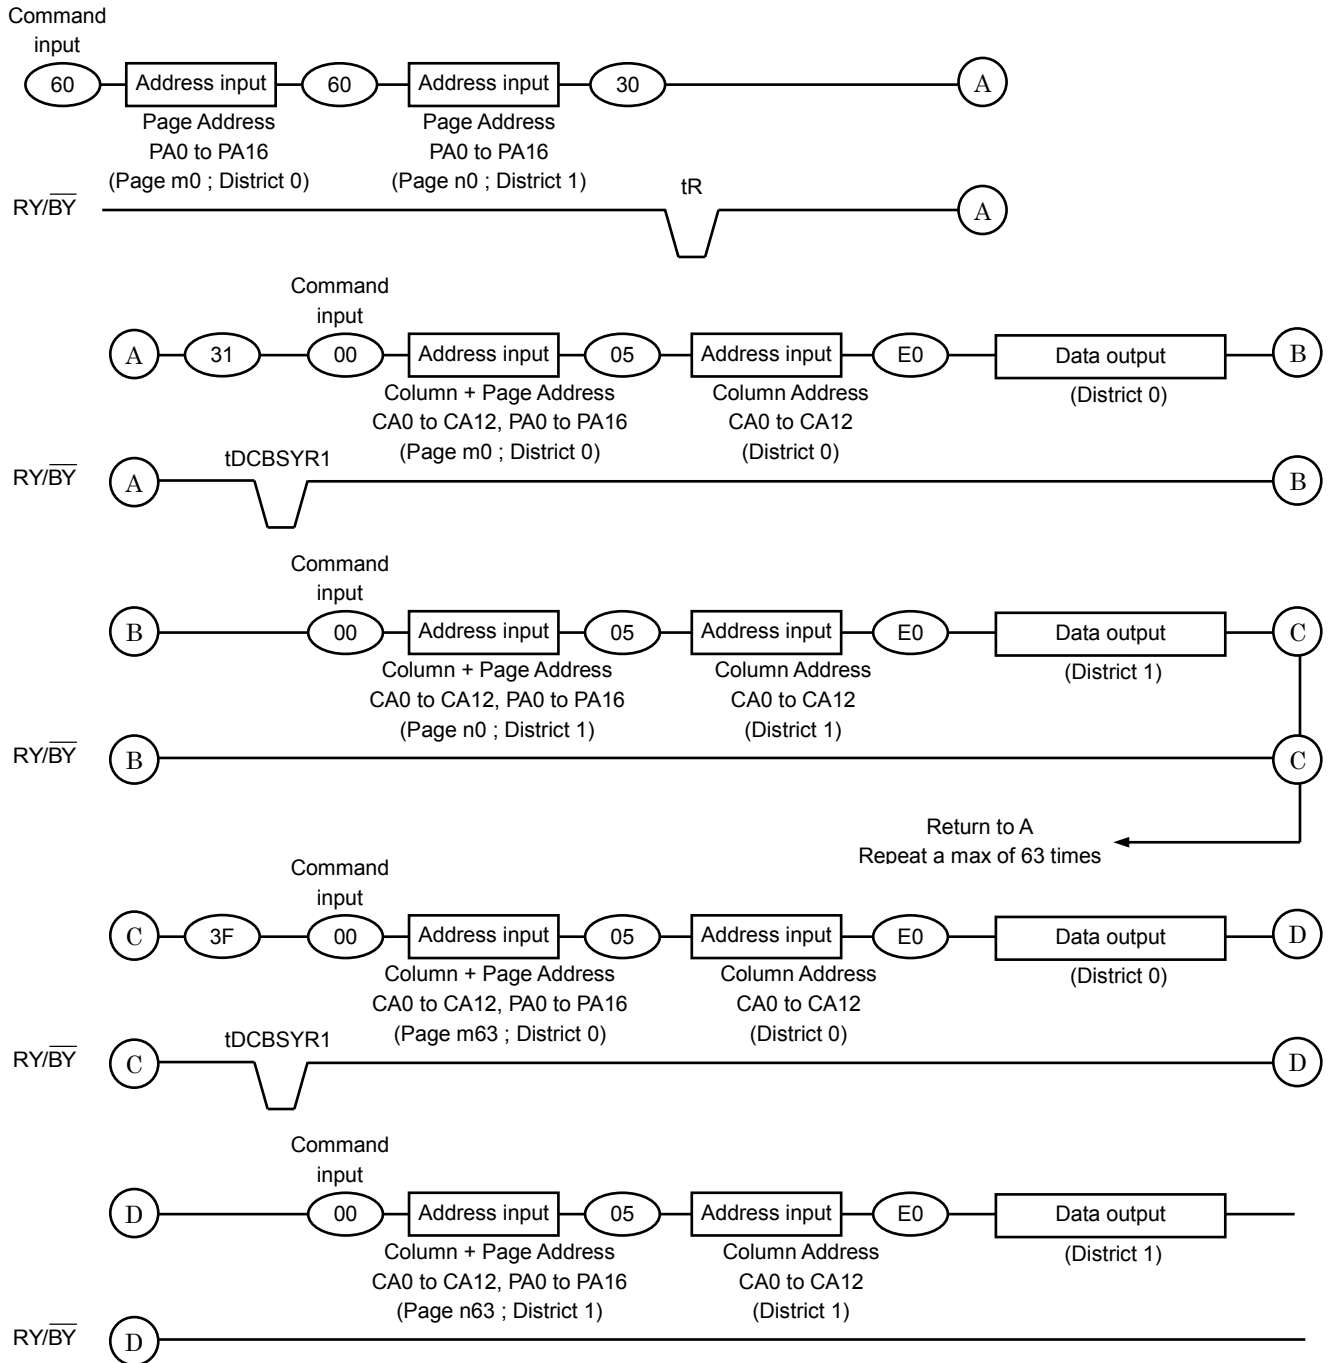 Command
input
60 Address input 60 Address input 30 A
Page Address
PA0 to PA16
(Page m0 ; District 0)
Page Address
PA0 to PA16
(Page n0 ; District 1)
tR
RY/BY A
Command
input
A 31 00 Address input 05 Address input E0 Data output B
Column + Page Address
CA0 to CA12, PA0 to PA16
(Page m0 ; District 0)
Column Address
CA0 to CA12
(District 0)
(District 0)
tDCBSYR1
RY/BY A B
Command
input
B 00 Address input 05 Address input E0 Data output C
Column + Page Address
CA0 to CA12, PA0 to PA16
(Page n0 ; District 1)
Column Address
CA0 to CA12
(District 1)
(District 1)
RY/BY B C
Return to A
Repeat a max of 63 times
Command
input
C 3F 00 Address input 05 Address input E0 Data output D
Column + Page Address
CA0 to CA12, PA0 to PA16
(Page m63 ; District 0)
Column Address
CA0 to CA12
(District 0)
(District 0)
tDCBSYR1
RY/BY C D
Command
input
D 00 Address input 05 Address input E0 Data output
Column + Page Address
CA0 to CA12, PA0 to PA16
(Page n63 ; District 1)
Column Address
CA0 to CA12
(District 1)
(District 1)
RY/BY D